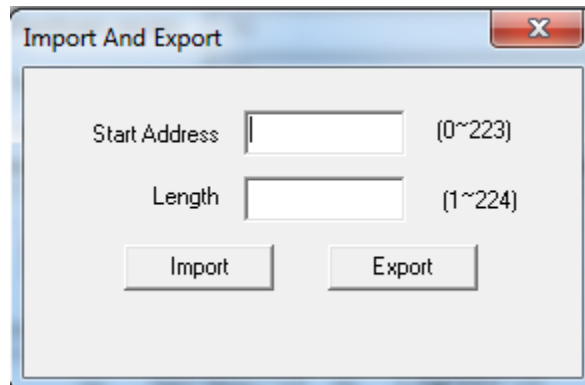 Import And Export
Start Address (0~223)
Length (1~224)
Import Export